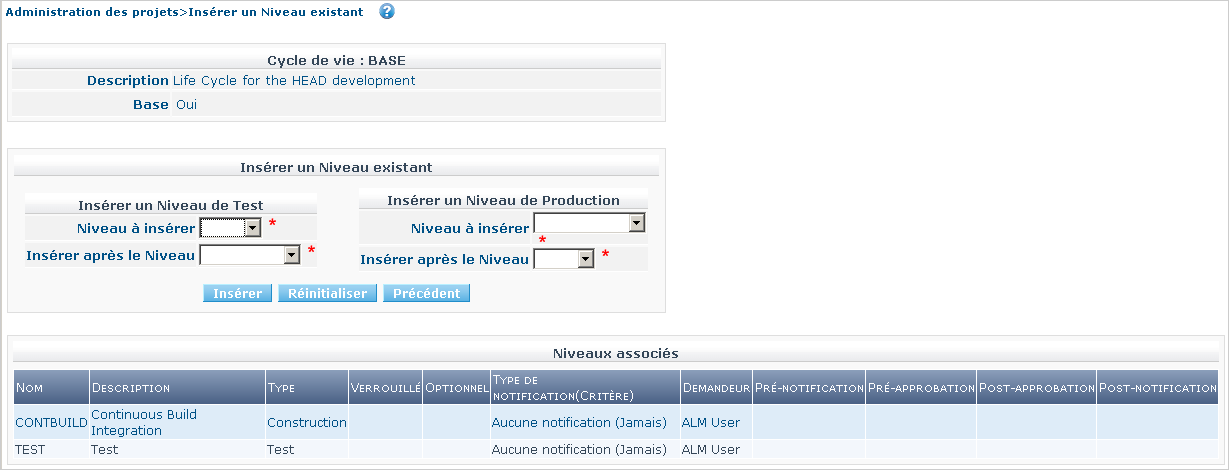 Administration des projets>Insérer un Niveau existant ?
Cycle de vie : BASE
Description Life Cycle for the HEAD development
Base Oui
Insérer un Niveau existant
Insérer un Niveau de Test
Niveau à insérer *
Insérer après le Niveau *
Insérer un Niveau de Production
Niveau à insérer
*
Insérer après le Niveau *
Insérer Réinitialiser Précédent
Niveaux associés
Nom Description Type Verrouillé Optionnel Type de notification(Critère) Demandeur Pré-notification Pré-approbation Post-approbation Post-notification
CONTBUILD Continuous Build Integration Construction Aucune notification (Jamais) ALM User
TEST Test Test Aucune notification (Jamais) ALM User